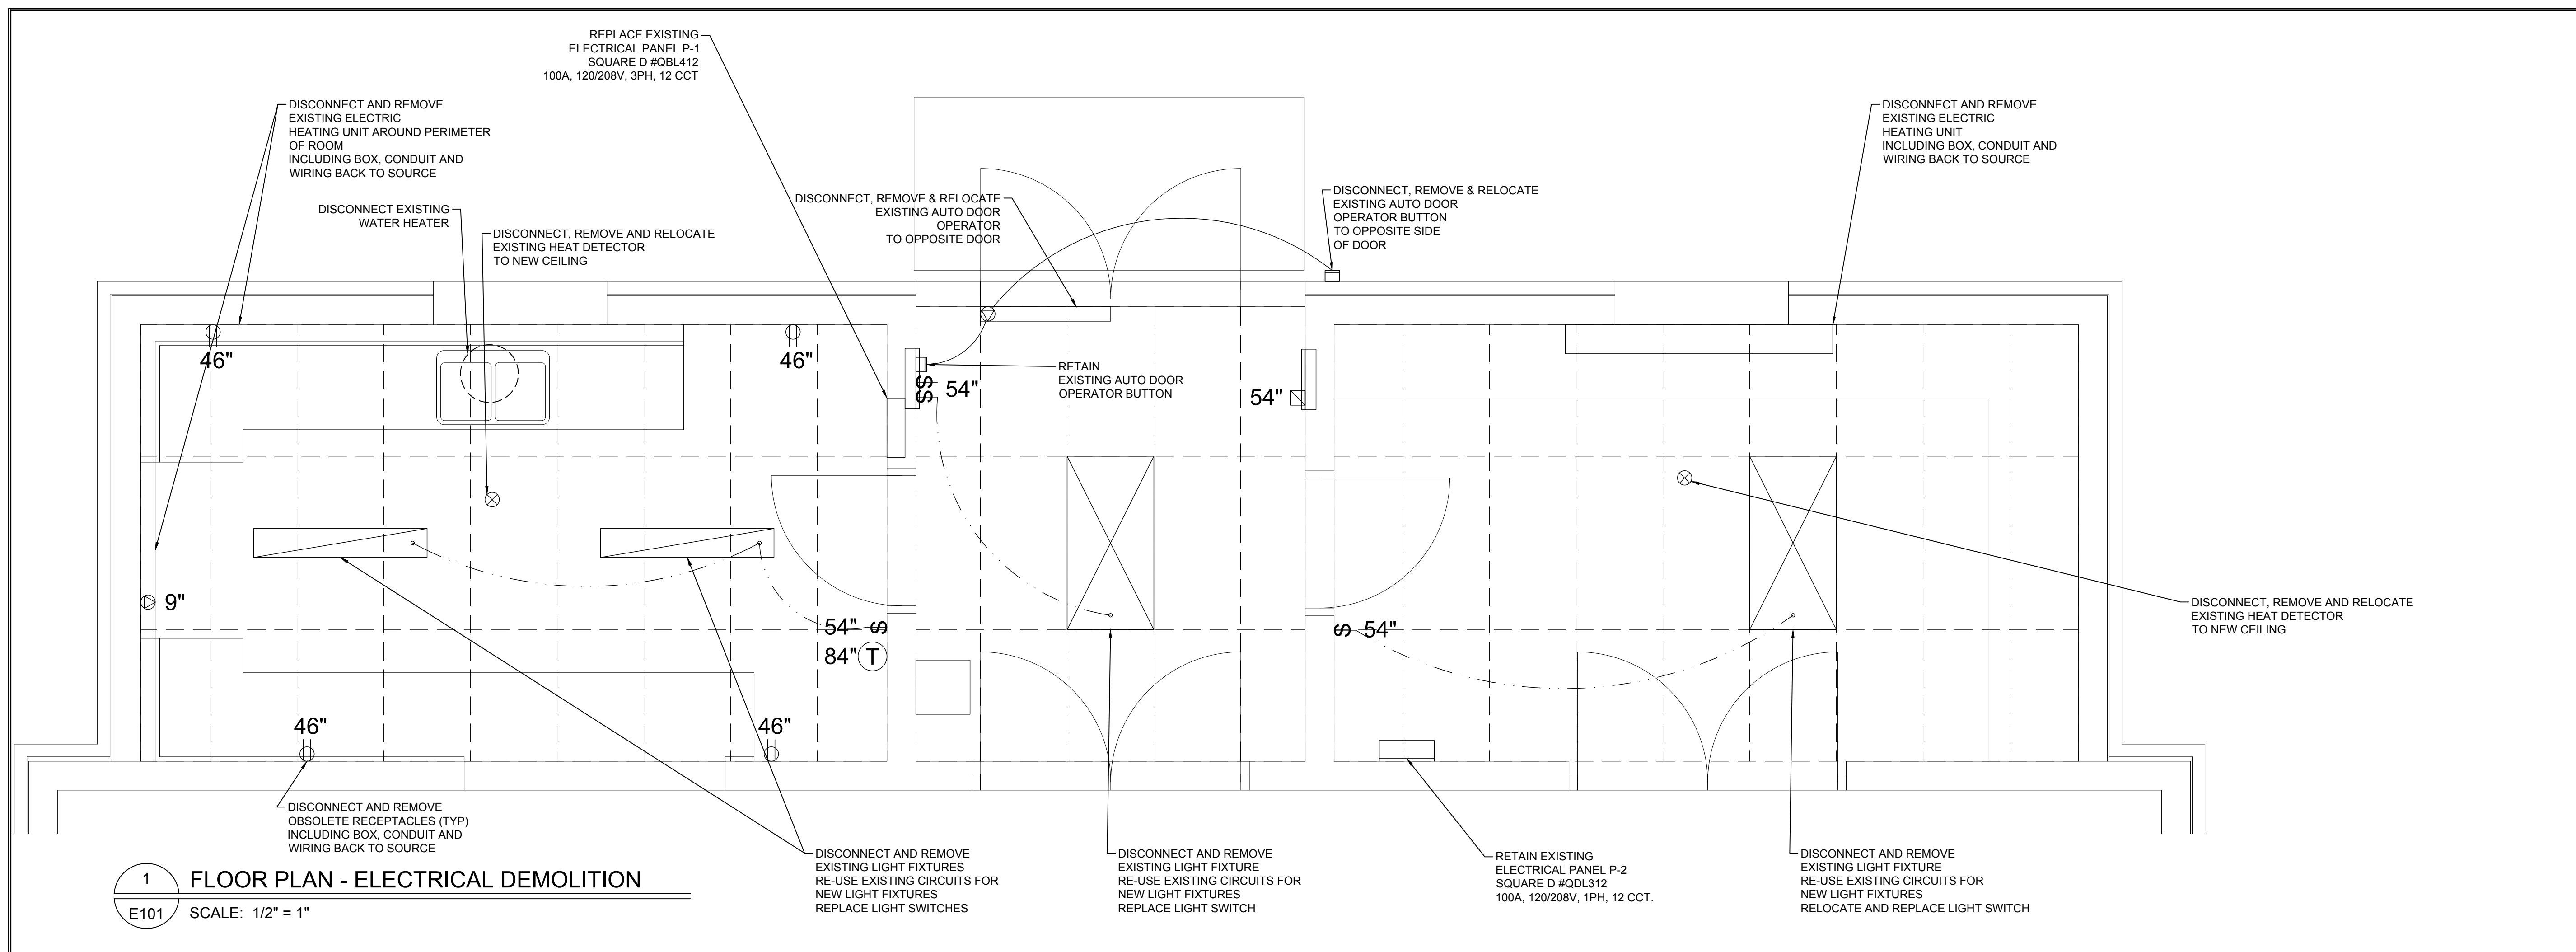 REPLACE EXISTING
ELECTRICAL PANEL P-1
SQUARE D #QBL412
100A, 120/208V, 3PH, 12 CCT
DISCONNECT AND REMOVE
EXISTING ELECTRIC
HEATING UNIT AROUND PERIMETER
OF ROOM
INCLUDING BOX, CONDUIT AND
WIRING BACK TO SOURCE
DISCONNECT AND REMOVE
EXISTING ELECTRIC
HEATING UNIT
INCLUDING BOX, CONDUIT AND
WIRING BACK TO SOURCE
DISCONNECT EXISTING
WATER HEATER
DISCONNECT, REMOVE AND RELOCATE
EXISTING HEAT DETECTOR
TO NEW CEILING
DISCONNECT, REMOVE & RELOCATE
EXISTING AUTO DOOR
OPERATOR
TO OPPOSITE DOOR
DISCONNECT, REMOVE & RELOCATE
EXISTING AUTO DOOR
OPERATOR BUTTON
TO OPPOSITE SIDE
OF DOOR
46"
46"
RETAIN
EXISTING AUTO DOOR
OPERATOR BUTTON
S
S
54"
54"
9"
54" S
84" T
S 54"
DISCONNECT, REMOVE AND RELOCATE
EXISTING HEAT DETECTOR
TO NEW CEILING
46"
46"
DISCONNECT AND REMOVE
OBSOLETE RECEPTACLES (TYP)
INCLUDING BOX, CONDUIT AND
WIRING BACK TO SOURCE
DISCONNECT AND REMOVE
EXISTING LIGHT FIXTURES
RE-USE EXISTING CIRCUITS FOR
NEW LIGHT FIXTURES
REPLACE LIGHT SWITCHES
DISCONNECT AND REMOVE
EXISTING LIGHT FIXTURE
RE-USE EXISTING CIRCUITS FOR
NEW LIGHT FIXTURES
REPLACE LIGHT SWITCH
RETAIN EXISTING
ELECTRICAL PANEL P-2
SQUARE D #QDL312
100A, 120/208V, 1PH, 12 CCT.
DISCONNECT AND REMOVE
EXISTING LIGHT FIXTURE
RE-USE EXISTING CIRCUITS FOR
NEW LIGHT FIXTURES
RELOCATE AND REPLACE LIGHT SWITCH
1
E101
FLOOR PLAN - ELECTRICAL DEMOLITION
SCALE: 1/2" = 1"